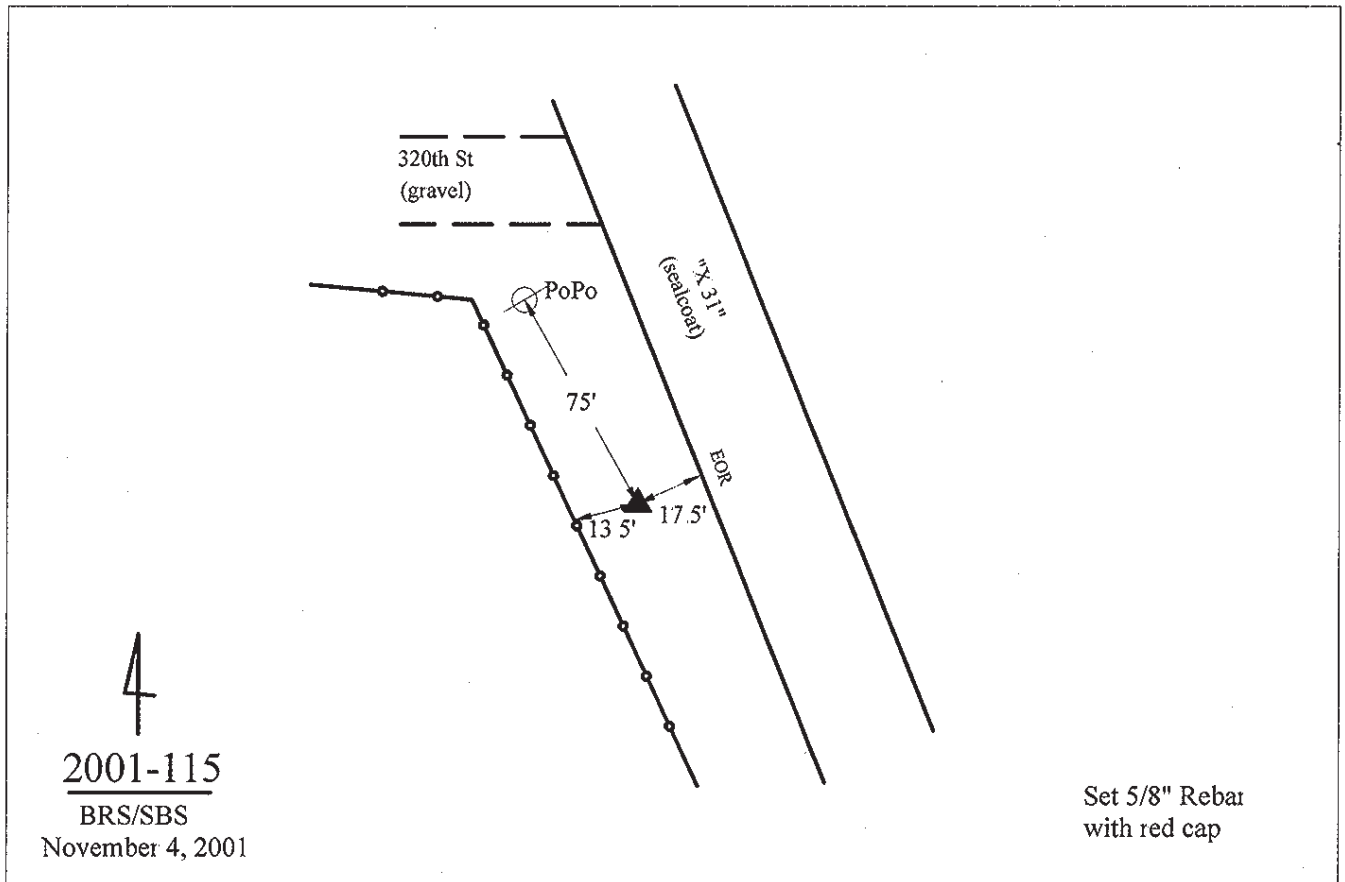 320th St
(gravel)
"X 31"
(sealcoat)
PoPo
75'
EOR
13 5'
17.5'
2001-115
BRS/SBS
November 4, 2001
Set 5/8" Rebar
with red cap